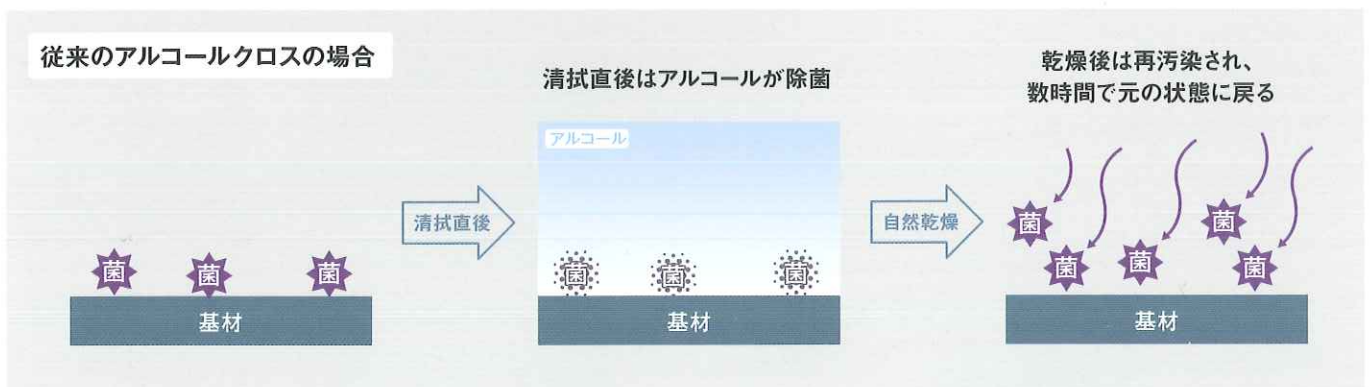 従来のアルコールクロスの場合
清拭直後はアルコールが除菌
乾燥後は再汚染され、
数時間で元の状態に戻る
アルコール
清拭直後
自然乾燥
菌
菌
菌
菌
菌
菌
菌
菌
菌
菌
菌
基材
基材
基材